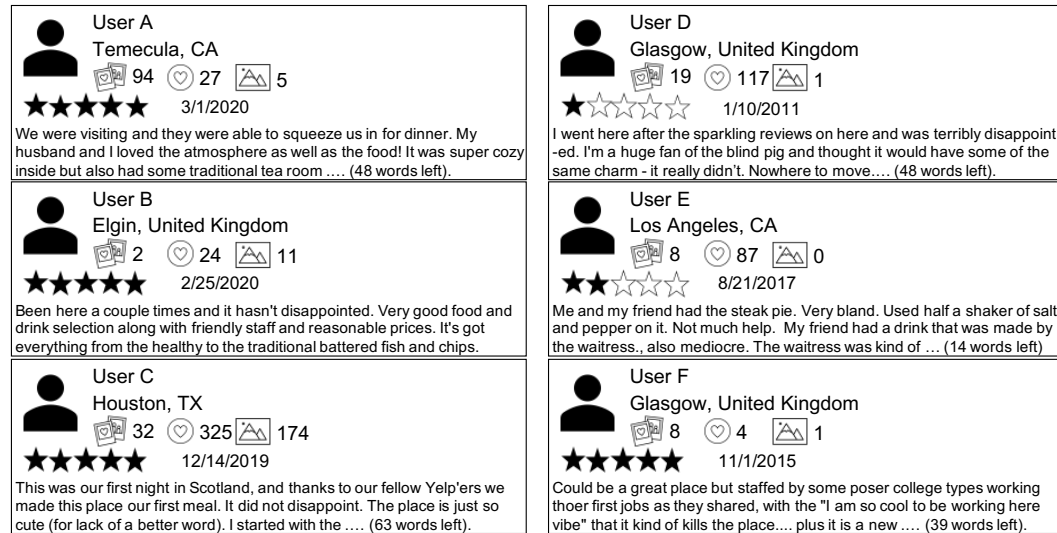 User A
Temecula, CA
94 27 5
3/1/2020
We were visiting and they were able to squeeze us in for dinner. My
husband and I loved the atmosphere as well as the food! It was super cozy
inside but also had some traditional tea room .… (48 words left).
User B
Elgin, United Kingdom
2 24 11
2/25/2020
Been here a couple times and it hasn't disappointed. Very good food and
drink selection along with friendly staff and reasonable prices. It's got
everything from the healthy to the traditional battered fish and chips.
User C
Houston, TX
32 325 174
12/14/2019
This was our first night in Scotland, and thanks to our fellow Yelp'ers we
made this place our first meal. It did not disappoint. The place is just so
cute (for lack of a better word). I started with the .… (63 words left).
User D
Glasgow, United Kingdom
19 117 1
1/10/2011
I went here after the sparkling reviews on here and was terribly disappoint
-ed. I'm a huge fan of the blind pig and thought it would have some of the
same charm - it really didn't. Nowhere to move.… (48 words left).
User E
Los Angeles, CA
8 87 0
8/21/2017
Me and my friend had the steak pie. Very bland. Used half a shaker of salt
and pepper on it. Not much help. My friend had a drink that was made by
the waitress., also mediocre. The waitress was kind of … (14 words left)
User F
Glasgow, United Kingdom
8 4 1
11/1/2015
Could be a great place but staffed by some poser college types working
thoer first jobs as they shared, with the "I am so cool to be working here
vibe" that it kind of kills the place.... plus it is a new .… (39 words left).